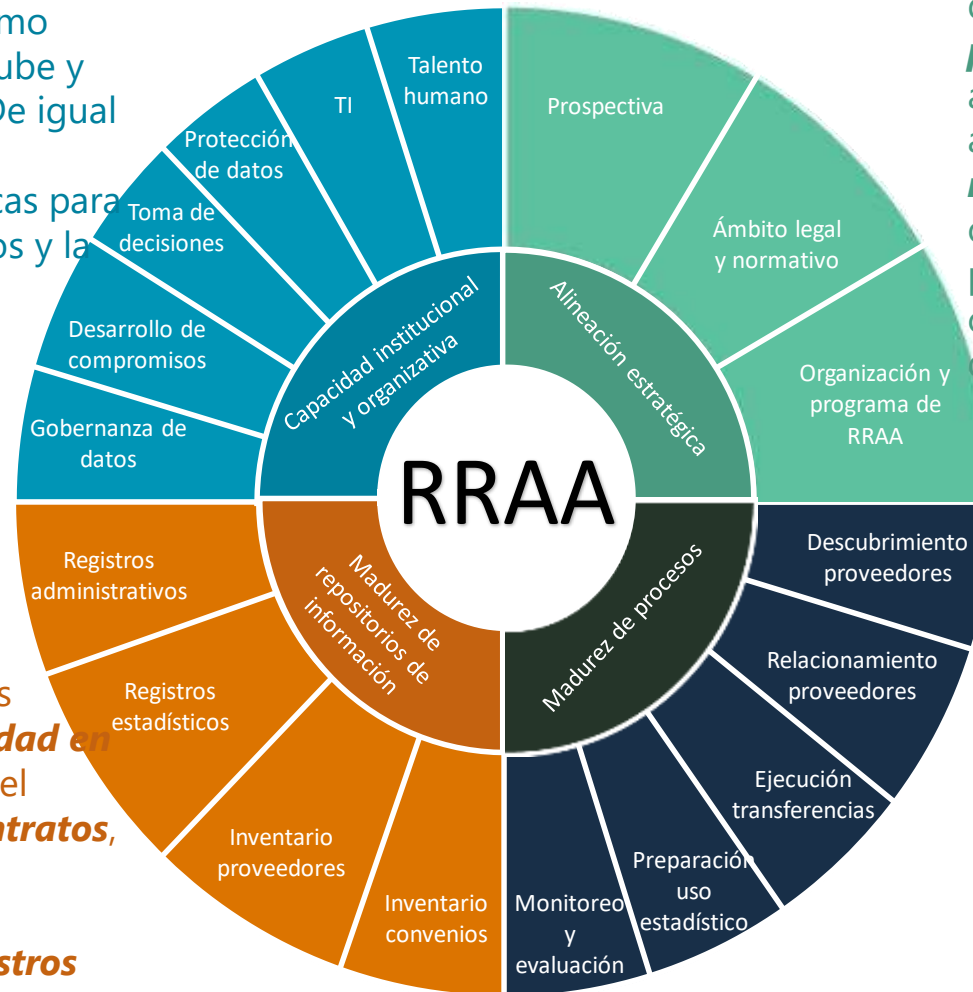 mo
ube y
De igual
cas para
os y la
Talento
humano
TI
Protección
de datos
Toma de
decisiones
Desarrollo de
compromisos
Gobernanza de
datos
Capacidad institucional
y organizativa
Prospectiva
Ámbito legal
y normativo
Organización y
programa de
RRAA
Alineación estratégica
RRAA
Registros
administrativos
Registros
estadísticos
Inventario
proveedores
Inventario
convenios
Madurez de
repositorios de
información
Descubrimiento
proveedores
Relacionamiento
proveedores
Ejecución
transferencias
Preparación
uso
estadístico
Monitoreo
y
evaluación
Madurez de procesos
s
dad en
el
ntratos,
stros